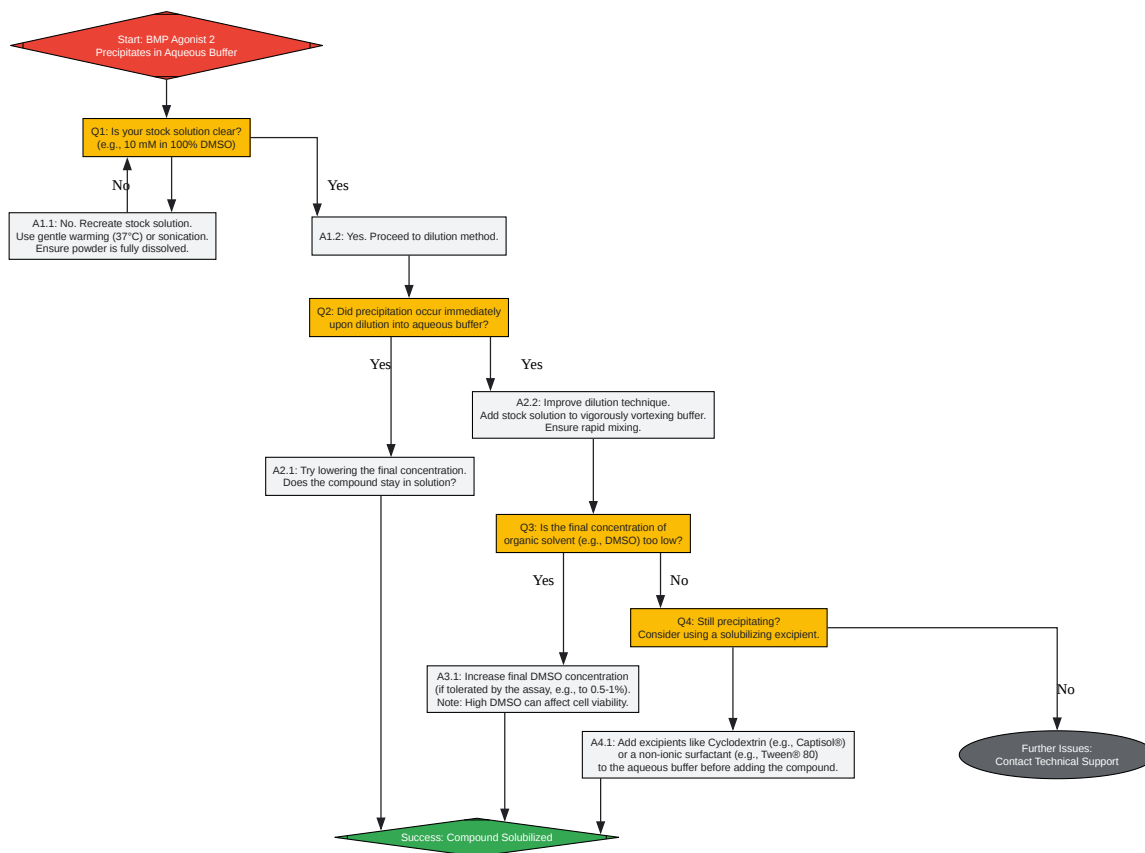 Start: BMP Agonist 2
Precipitates in Aqueous Buffer
Q1: Is your stock solution clear?
(e.g., 10 mM in 100% DMSO)
No
Yes
A1.1: No. Recreate stock solution.
Use gentle warming (37°C) or sonication.
Ensure powder is fully dissolved.
A1.2: Yes. Proceed to dilution method.
Q2: Did precipitation occur immediately
upon dilution into aqueous buffer?
Yes
Yes
A2.2: Improve dilution technique.
Add stock solution to vigorously vortexing buffer.
Ensure rapid mixing.
A2.1: Try lowering the final concentration.
Does the compound stay in solution?
Q3: Is the final concentration of
organic solvent (e.g., DMSO) too low?
Yes
No
Q4: Still precipitating?
Consider using a solubilizing excipient.
A3.1: Increase final DMSO concentration
(if tolerated by the assay, e.g., to 0.5-1%).
Note: High DMSO can affect cell viability.
No
A4.1: Add excipients like Cyclodextrin (e.g., Captisol®)
or a non-ionic surfactant (e.g., Tween® 80)
to the aqueous buffer before adding the compound.
Further Issues:
Contact Technical Support
Success: Compound Solubilized